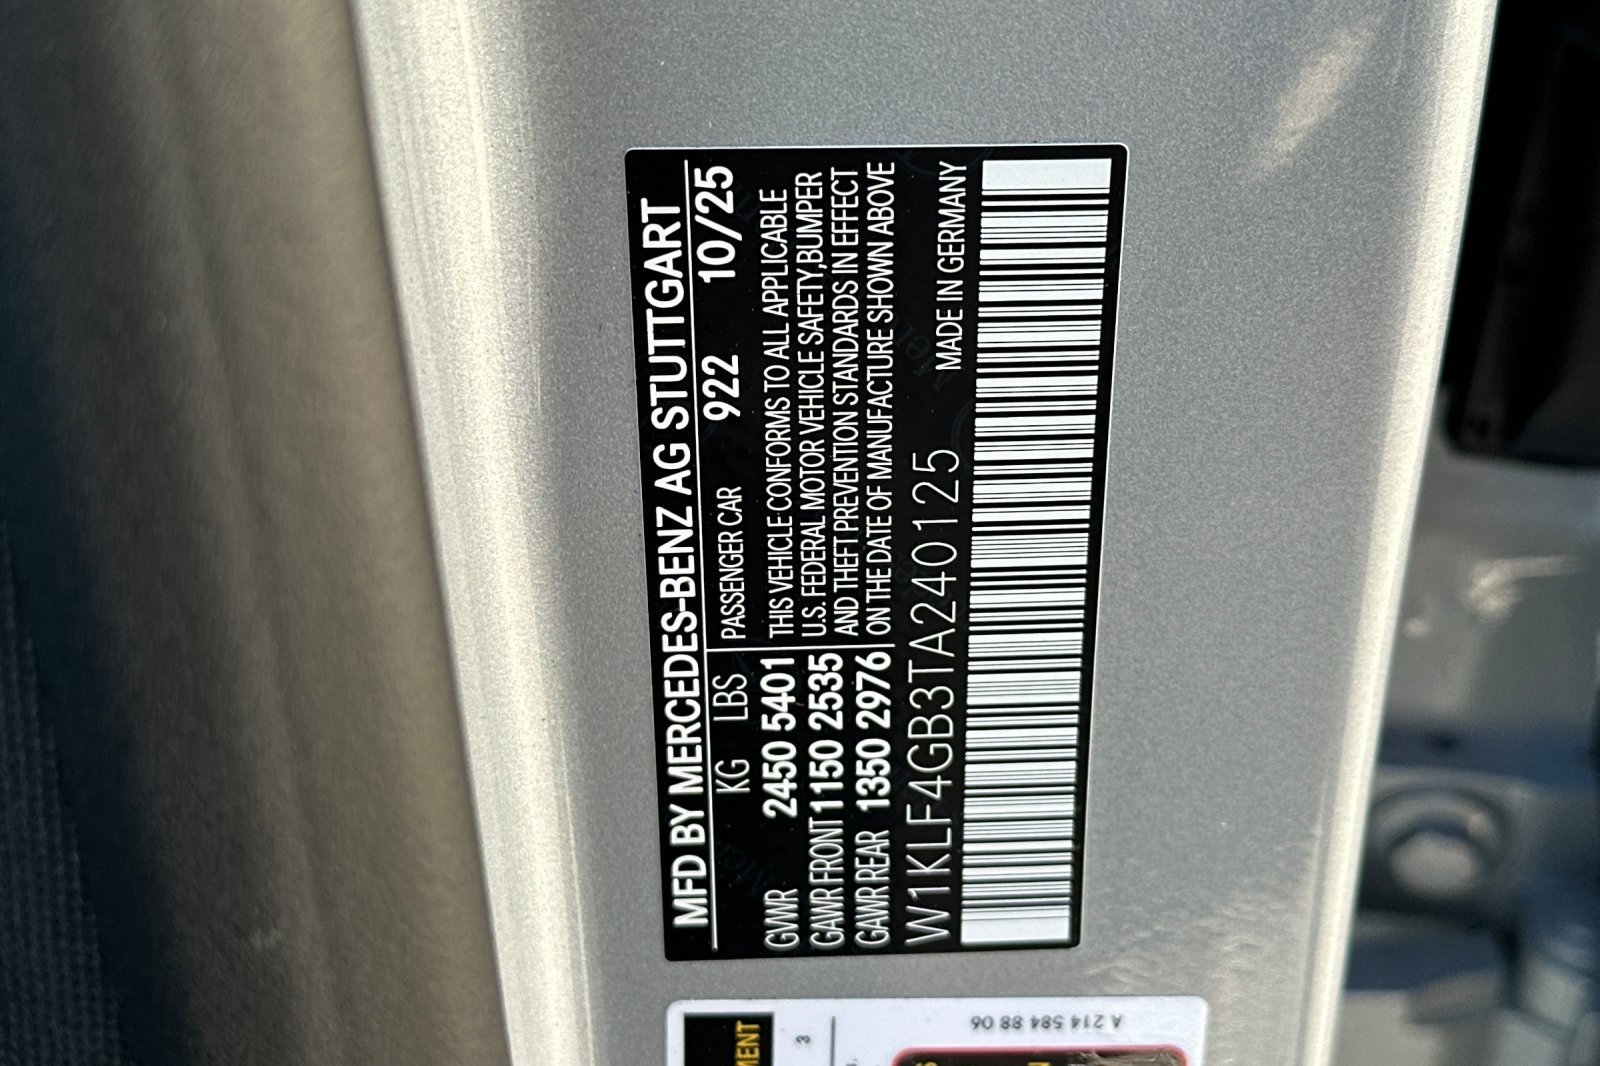 MFD BY MERCEDES-BENZ AG STUTTGART
KG LBS PASSENGER CAR 922 10/25
GVWR 2450 5401 THIS VEHICLE CONFORMS TO ALL APPLICABLE
GAWR FRONT 1150 2535 U.S. FEDERAL MOTOR VEHICLE SAFETY,BUMPER
AND THEFT PREVENTION STANDARDS IN EFFECT
GAWR REAR 1350 2976 ON THE DATE OF MANUFACTURE SHOWN ABOVE
W1KLF4GB3TA240125 MADE IN GERMANY
A 214 584 88 06
3